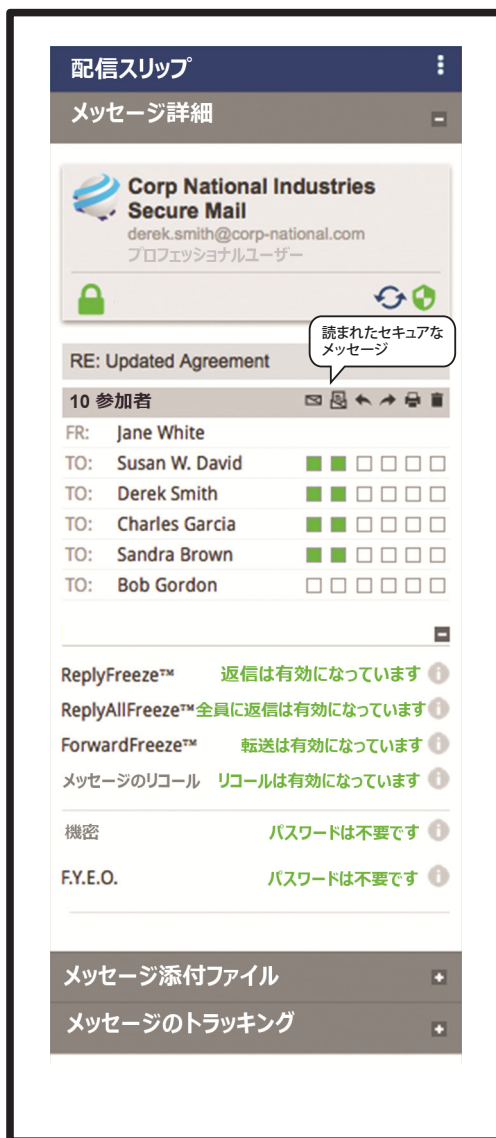 配信スリップ
メッセージ詳細
Corp National Industries
Secure Mail
derek.smith@corp-national.com
プロフェッショナルユーザー
読まれたセキュアな
メッセージ
RE: Updated Agreement
10 参加者
FR: Jane White
TO: Susan W. David
TO: Derek Smith
TO: Charles Garcia
TO: Sandra Brown
TO: Bob Gordon
ReplyFreeze™ 返信は有効になっています
ReplyAllFreeze™ 全員に返信は有効になっています
ForwardFreeze™ 転送は有効になっています
メッセージのリコール リコールは有効になっています
機密 パスワードは不要です
F.Y.E.O. パスワードは不要です
メッセージ添付ファイル
メッセージのトラッキング